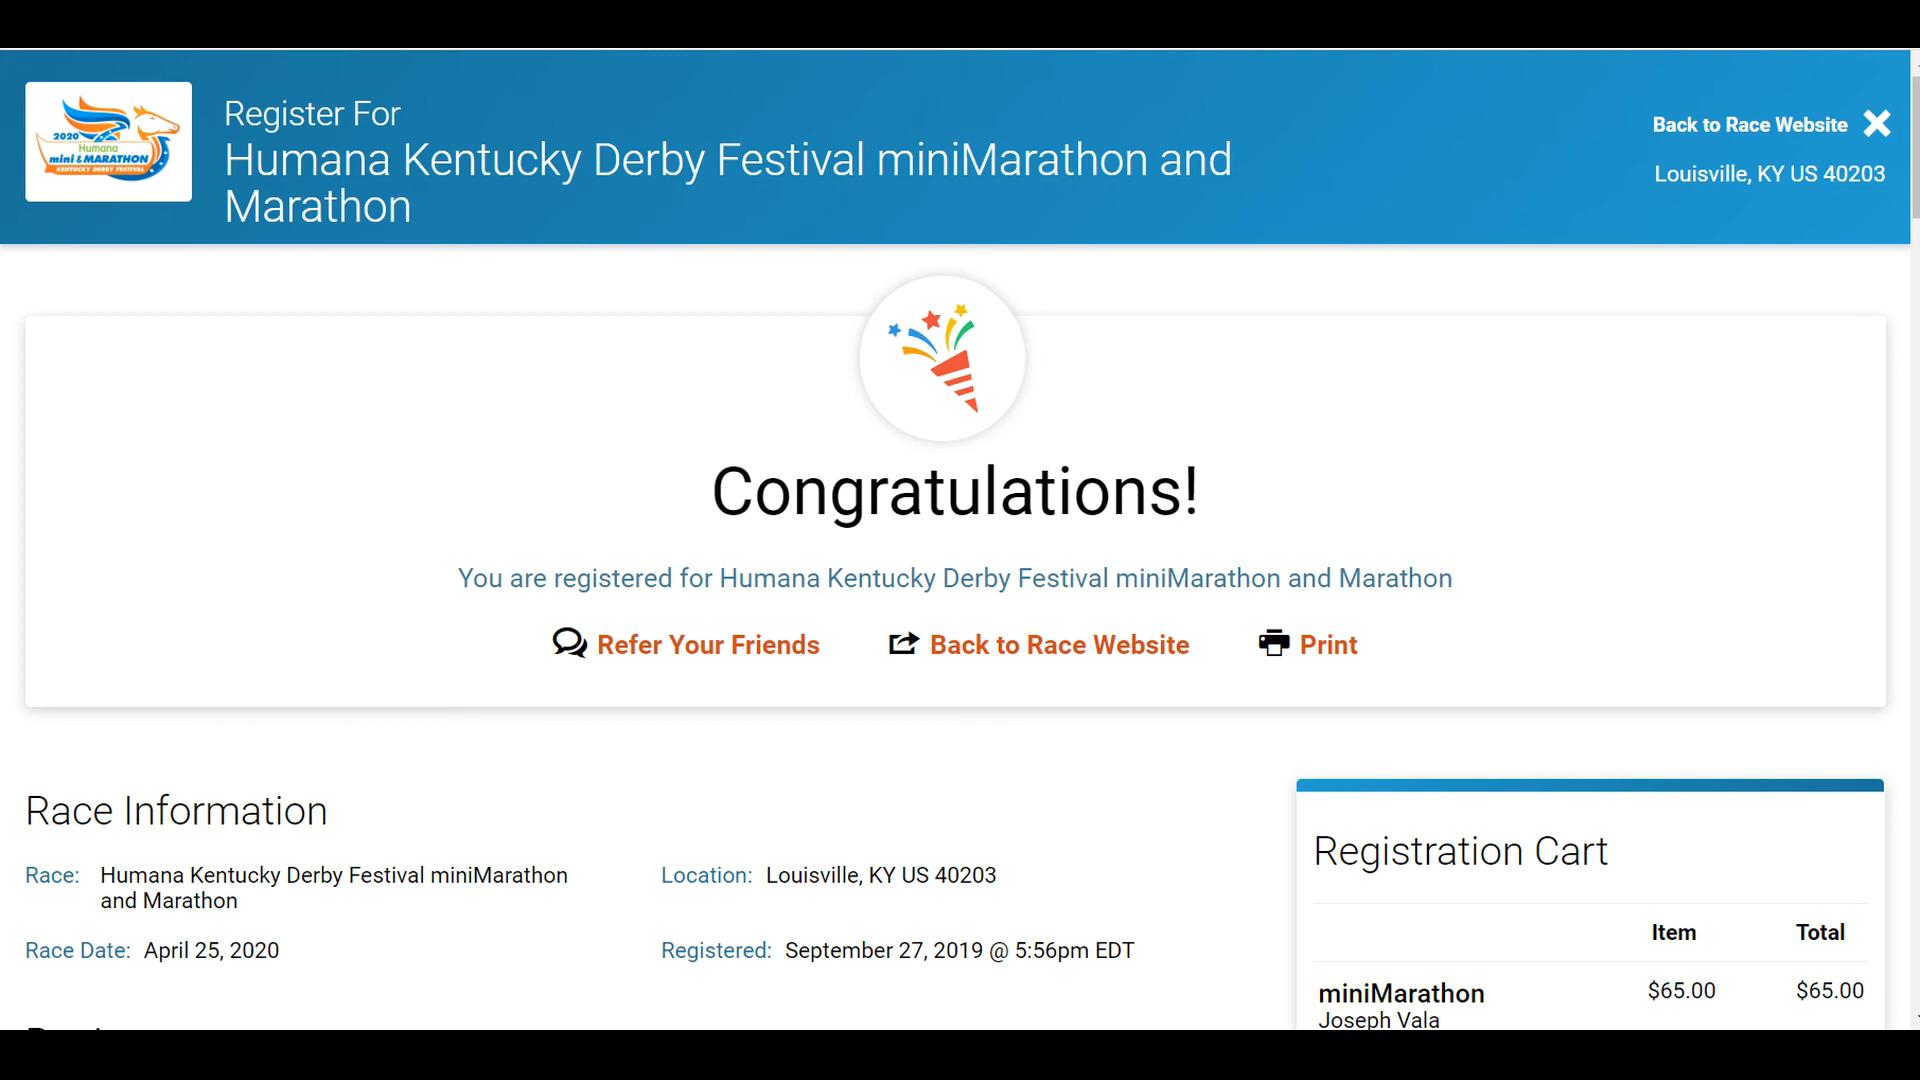 2020
Humana
mini & MARATHON
KENTUCKY DERBY FESTIVAL
Register For
Humana Kentucky Derby Festival miniMarathon and
Marathon
Back to Race Website
Louisville, KY US 40203
Congratulations!
You are registered for Humana Kentucky Derby Festival miniMarathon and Marathon
Refer Your Friends
Back to Race Website
Print
Race Information
Race: Humana Kentucky Derby Festival miniMarathon
and Marathon
Location: Louisville, KY US 40203
Race Date: April 25, 2020
Registered: September 27, 2019 @ 5:56pm EDT
Registration Cart
Item Total
miniMarathon $65.00 $65.00
Joseph Vala